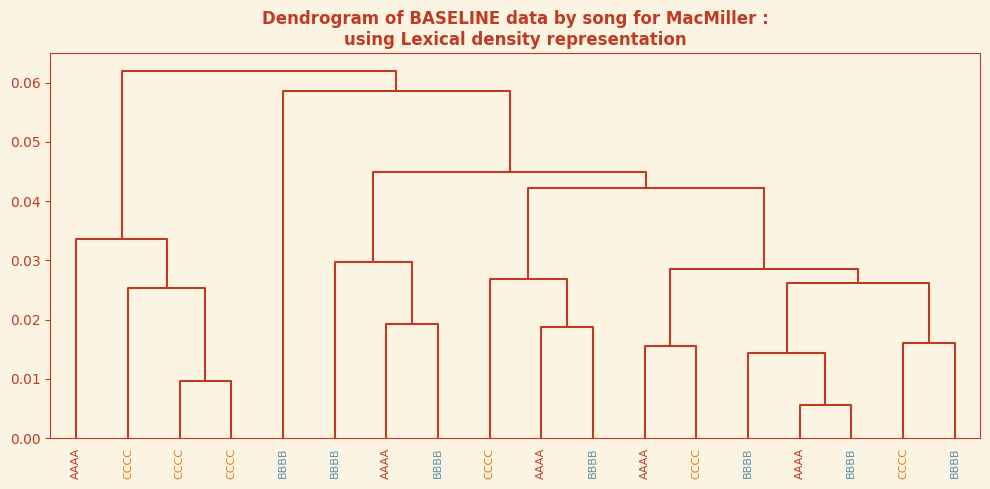 Dendrogram of BASELINE data by song for MacMiller :
using Lexical density representation
0.06
0.05
0.04
0.03
0.02
0.01
0.00
AAAA
CCCC
CCCC
CCCC
BBBB
BBBB
AAAA
BBBB
CCCC
AAAA
BBBB
AAAA
CCCC
BBBB
AAAA
BBBB
CCCC
BBBB